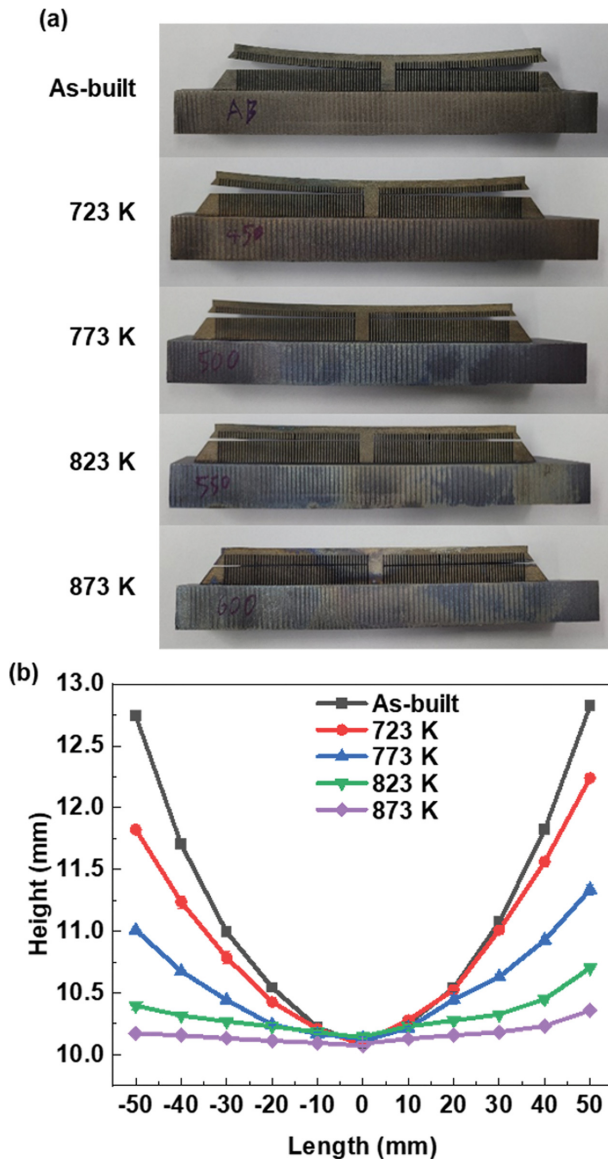 (a)
As-built
AB
723 K
450
773 K
500
823 K
550
873 K
600
(b)
13.0
12.5
12.0
11.5
11.0
10.5
10.0
Height (mm)
As-built
723 K
773 K
823 K
873 K
-50 -40 -30 -20 -10 0 10 20 30 40 50
Length (mm)